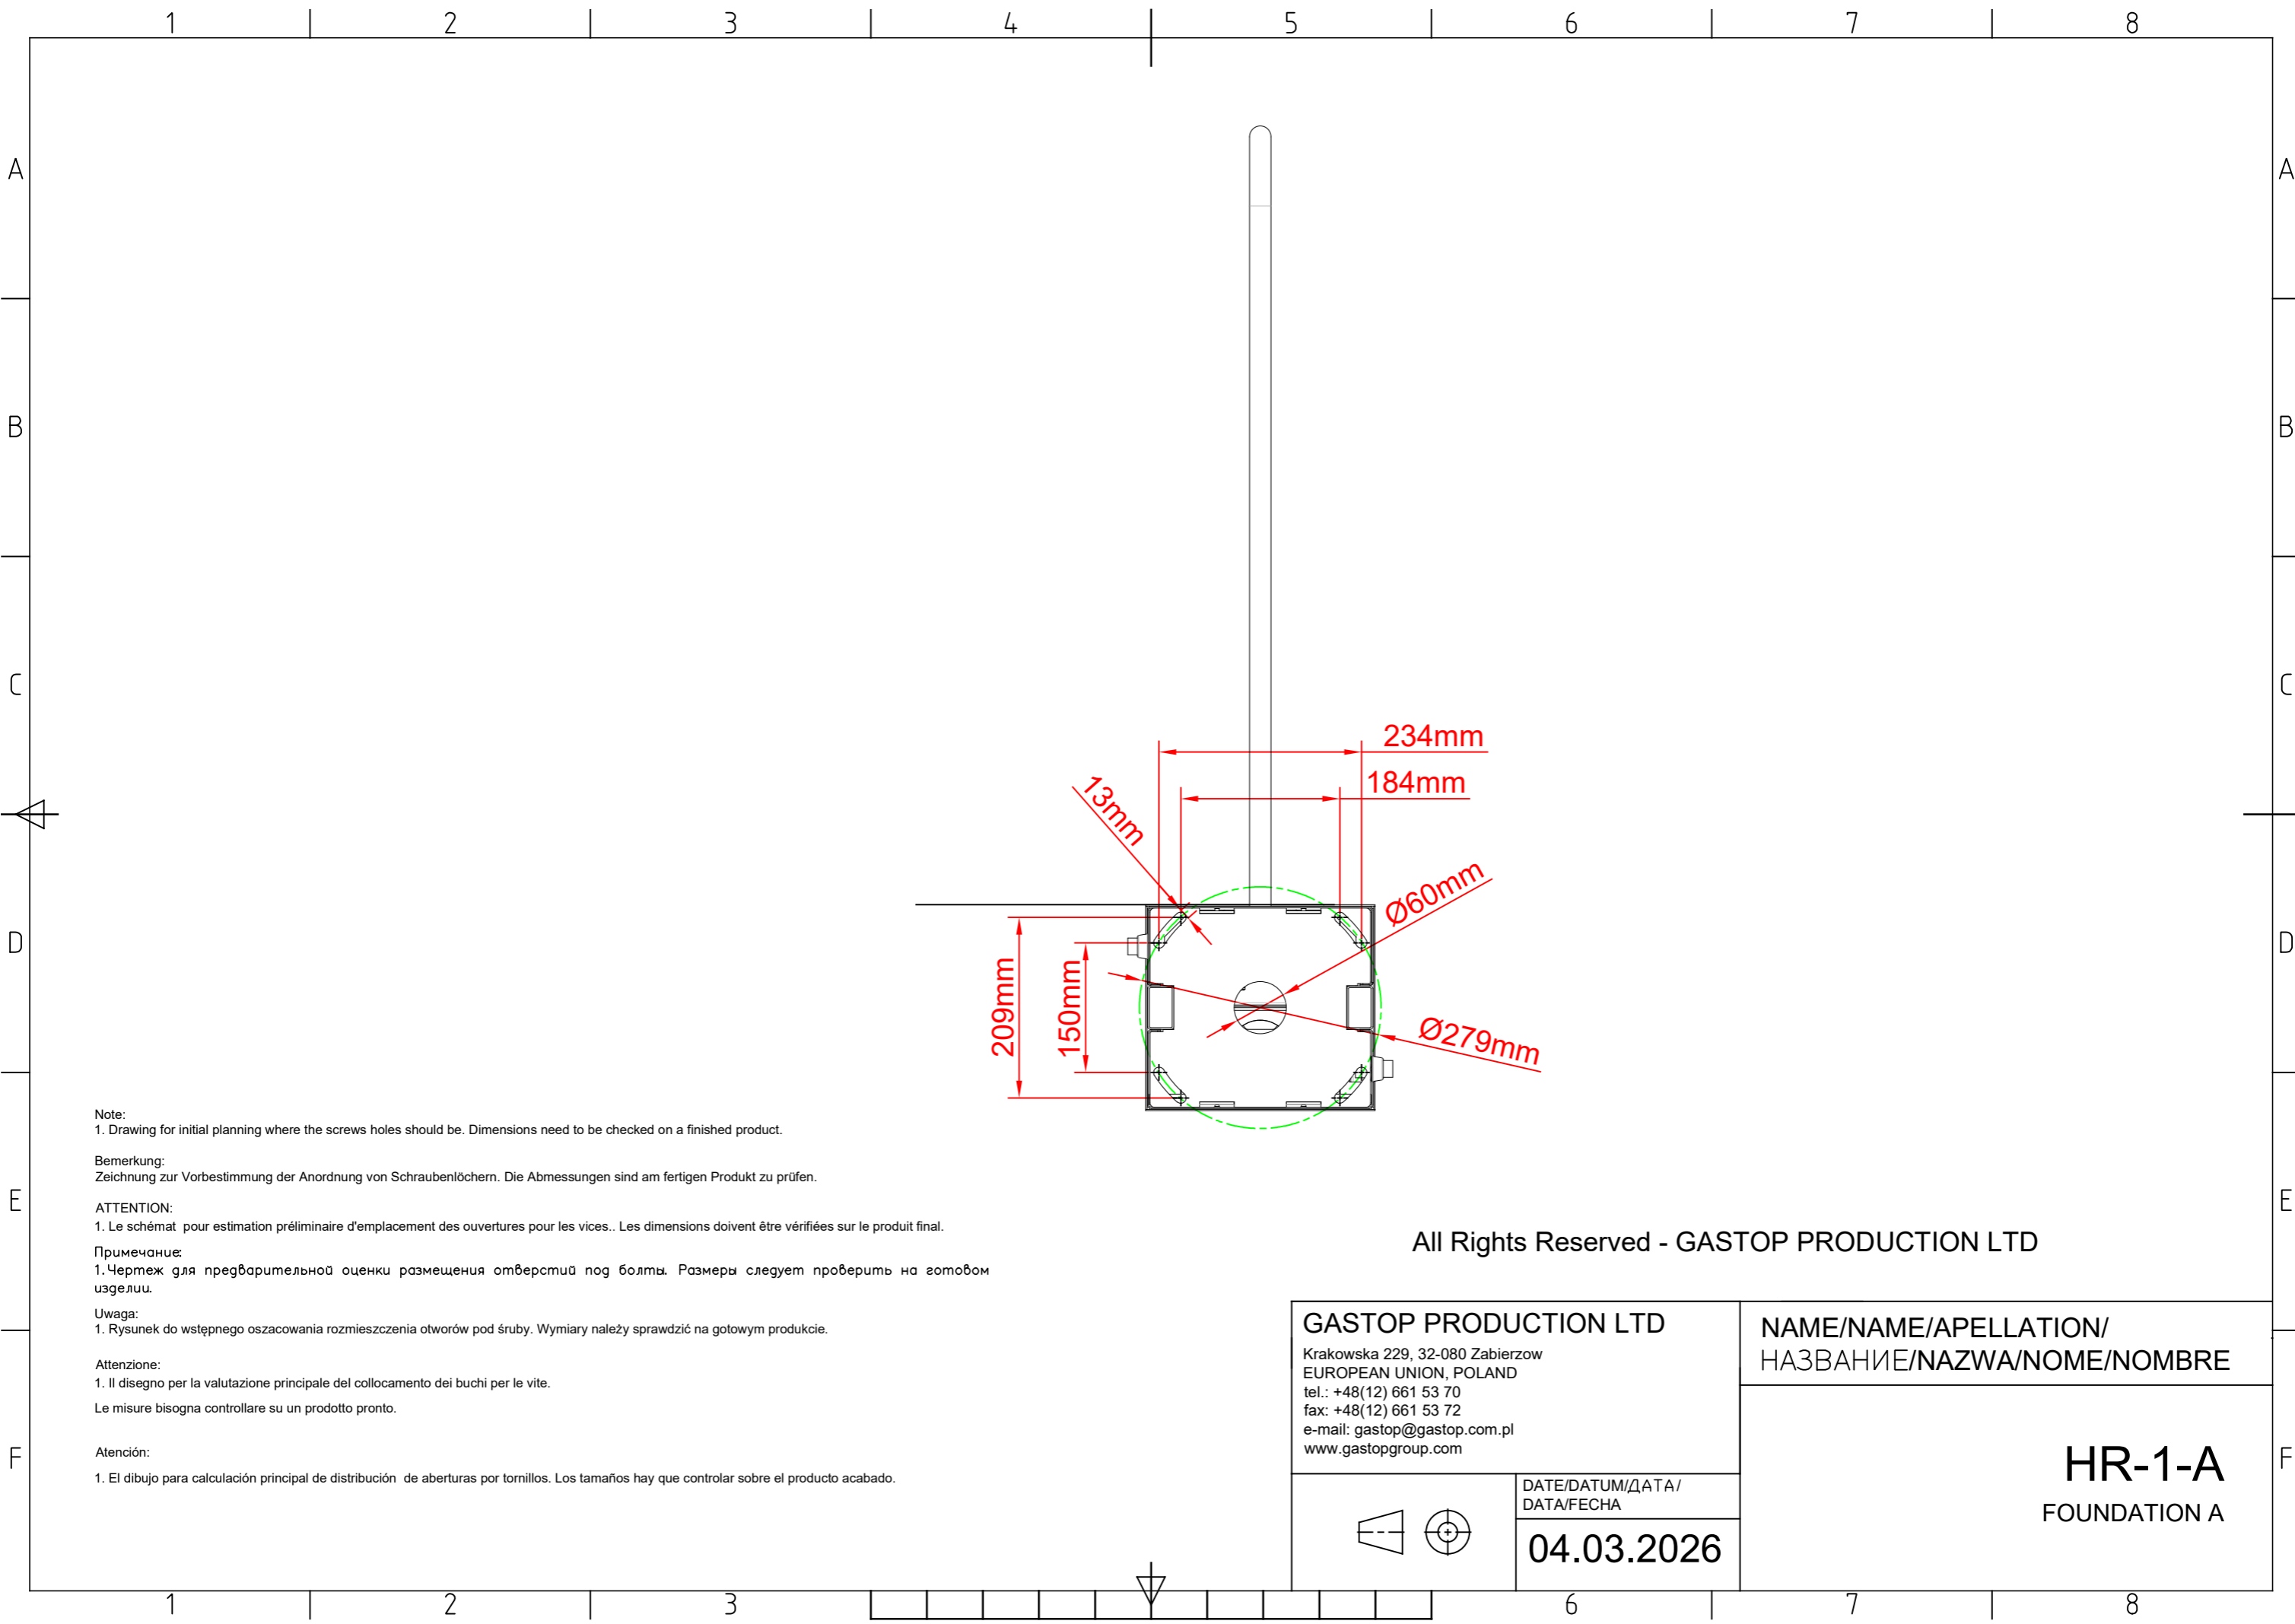 1 2 3 4 5 6 7 8
A A
B B
C C
D D
E E
F F
234mm
184mm
13mm
Ø60mm
209mm
150mm
Ø279mm
Note:
1. Drawing for initial planning where the screws holes should be. Dimensions need to be checked on a finished product.
Bemerkung:
Zeichnung zur Vorbestimmung der Anordnung von Schraubenlöchern. Die Abmessungen sind am fertigen Produkt zu prüfen.
ATTENTION:
1. Le schémat pour estimation préliminaire d'emplacement des ouvertures pour les vices.. Les dimensions doivent être vérifiées sur le produit final.
Примечание:
1. Чертеж для предварительной оценки размещения отверстий под болты. Размеры следует проверить на готовом
изделии.
Uwaga:
1. Rysunek do wstępnego oszacowania rozmieszczenia otworów pod śruby. Wymiary należy sprawdzić na gotowym produkcie.
Attenzione:
1. Il disegno per la valutazione principale del collocamento dei buchi per le vite.
Le misure bisogna controllare su un prodotto pronto.
Atención:
1. El dibujo para calculación principal de distribución de aberturas por tornillos. Los tamaños hay que controlar sobre el producto acabado.
All Rights Reserved - GASTOP PRODUCTION LTD
GASTOP PRODUCTION LTD
Krakowska 229, 32-080 Zabierzow
EUROPEAN UNION, POLAND
tel.: +48(12) 661 53 70
fax: +48(12) 661 53 72
e-mail: gastop@gastop.com.pl
www.gastopgroup.com
DATE/DATUM/ДАТА/
DATA/FECHA
04.03.2026
NAME/NAME/APELLATION/
НАЗВАНИЕ/NAZWA/NOME/NOMBRE
HR-1-A
FOUNDATION A
1 2 3 6 7 8